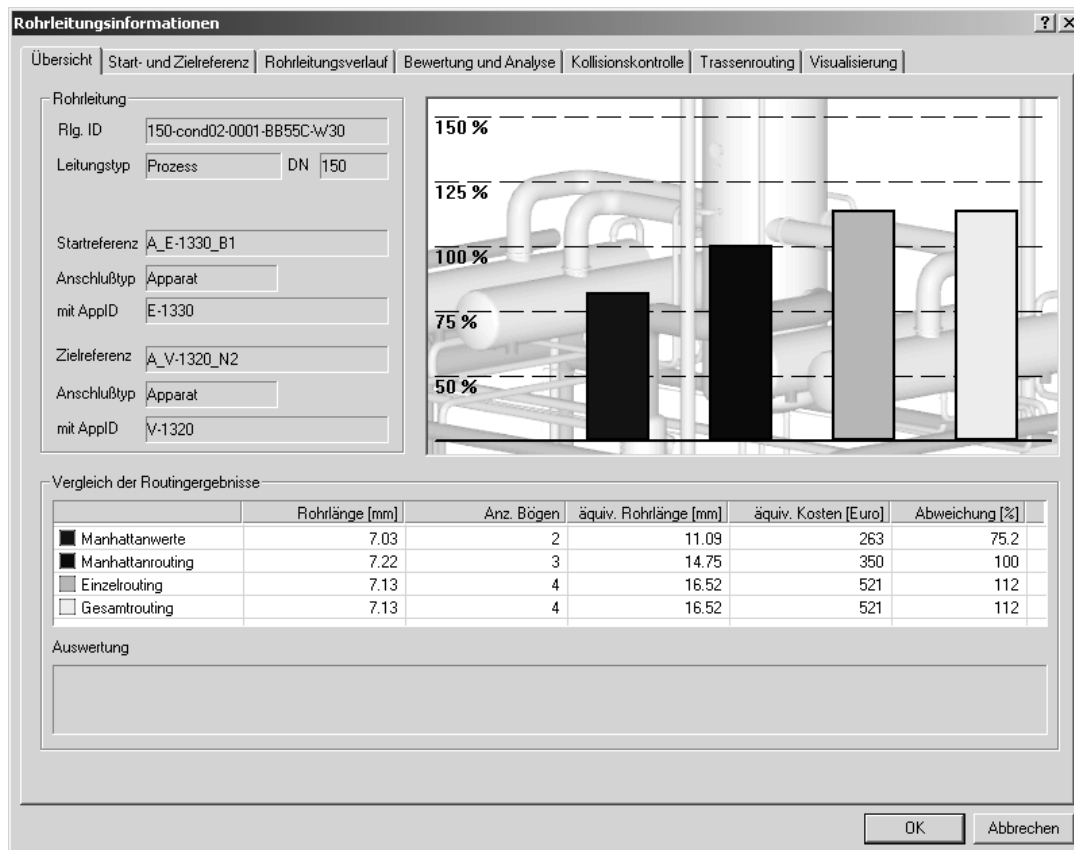 Rohrleitungsinformationen
Übersicht Start- und Zielreferenz Rohrleitungsverlauf Bewertung und Analyse Kollisionskontrolle Trassenrouting Visualisierung
Rohrleitung
Rlg. ID 150-cond02-0001-BB55C-W30
Leitungstyp Prozess DN 150
Startreferenz A_E-1330_B1
Anschlußtyp Apparat
mit AppID E-1330
Zielreferenz A_V-1320_N2
Anschlußtyp Apparat
mit AppID V-1320
150 %
125 %
100 %
75 %
50 %
Vergleich der Routingergebnisse
Rohrlänge [mm] Anz. Bögen äquiv. Rohrlänge [mm] äquiv. Kosten [Euro] Abweichung [%]
Manhattanwerte 7.03 2 11.09 263 75.2
Manhattanrouting 7.22 3 14.75 350 100
Einzelrouting 7.13 4 16.52 521 112
Gesamtrouting 7.13 4 16.52 521 112
Auswertung
OK Abbrechen